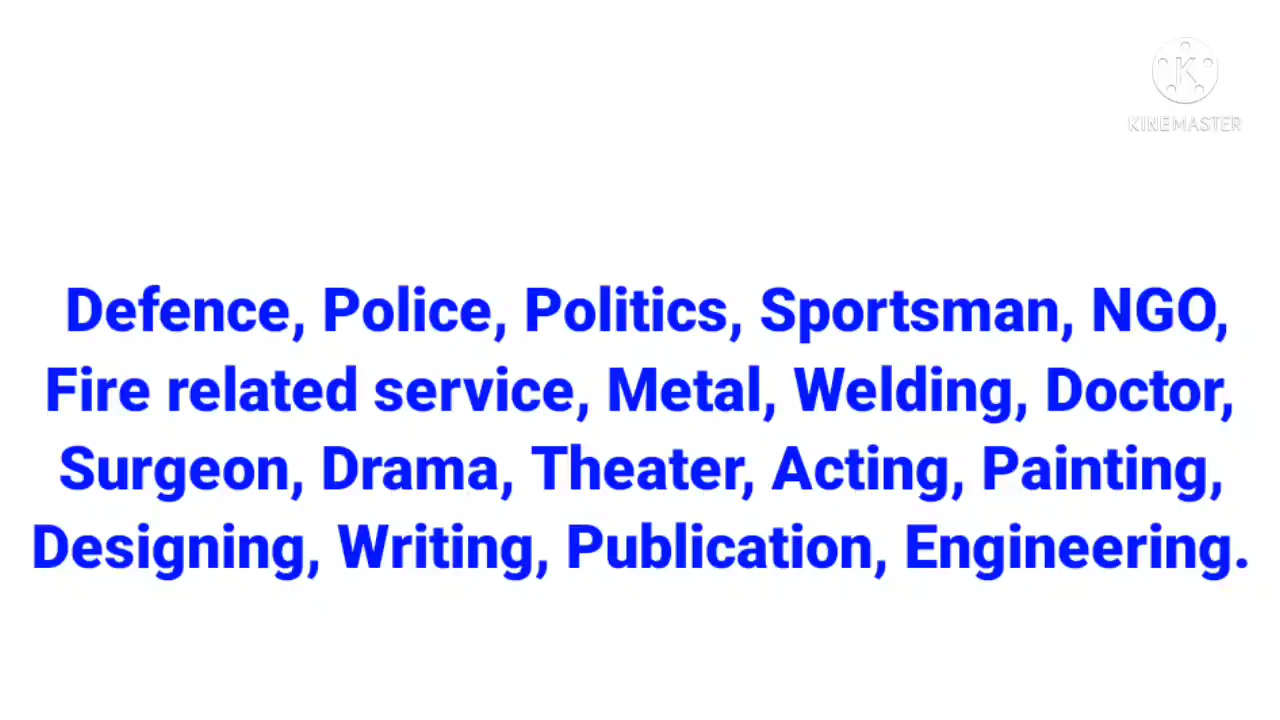 KINEMASTER
Defence, Police, Politics, Sportsman, NGO,
Fire related service, Metal, Welding, Doctor,
Surgeon, Drama, Theater, Acting, Painting,
Designing, Writing, Publication, Engineering.